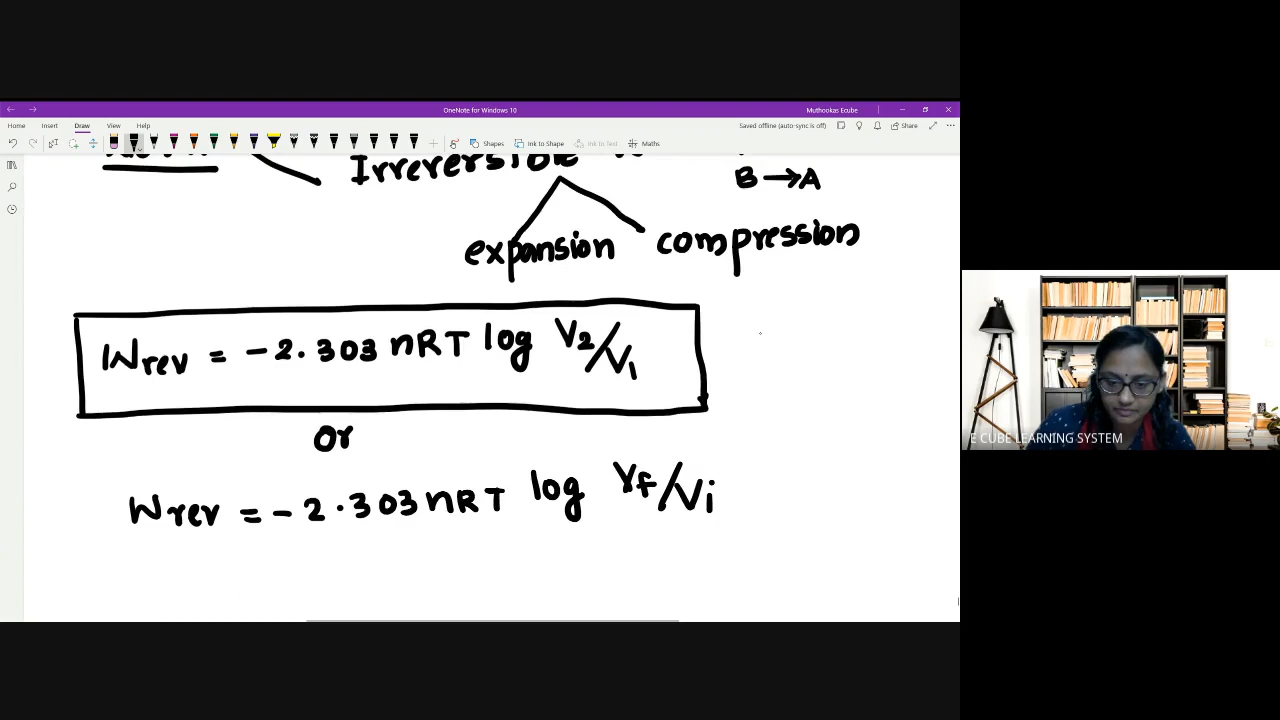 OneNote for Windows 10
Muthookas Ecube
Home Insert Draw View Help
Saved offline (auto-sync is off) Share
Shapes Ink to Shape Ink to Text Maths
Irreversible
B → A
expansion compression
Wrev = -2.303 nRT log V2/V1
or
Wrev = -2.303 nRT log Vf/Vi
E CUBE LEARNING SYSTEM